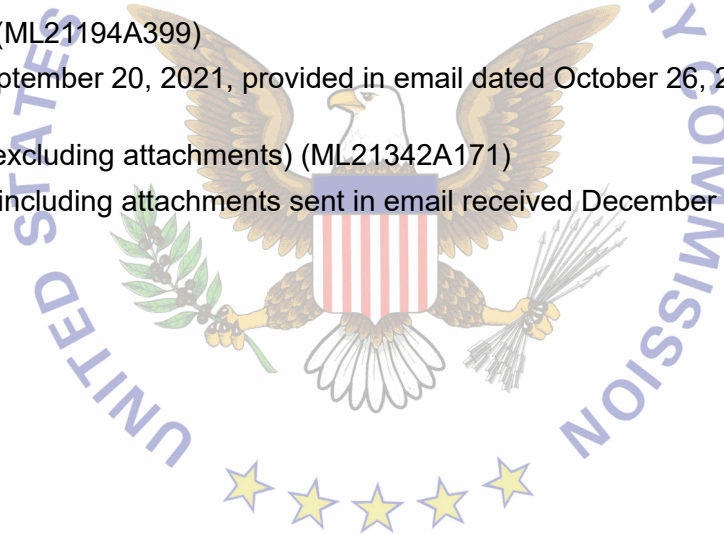 (ML21194A399)
ptember 20, 2021, provided in email dated October 26, 2
excluding attachments) (ML21342A171)
including attachments sent in email received December
UNITED STATES
Y COMMISSION